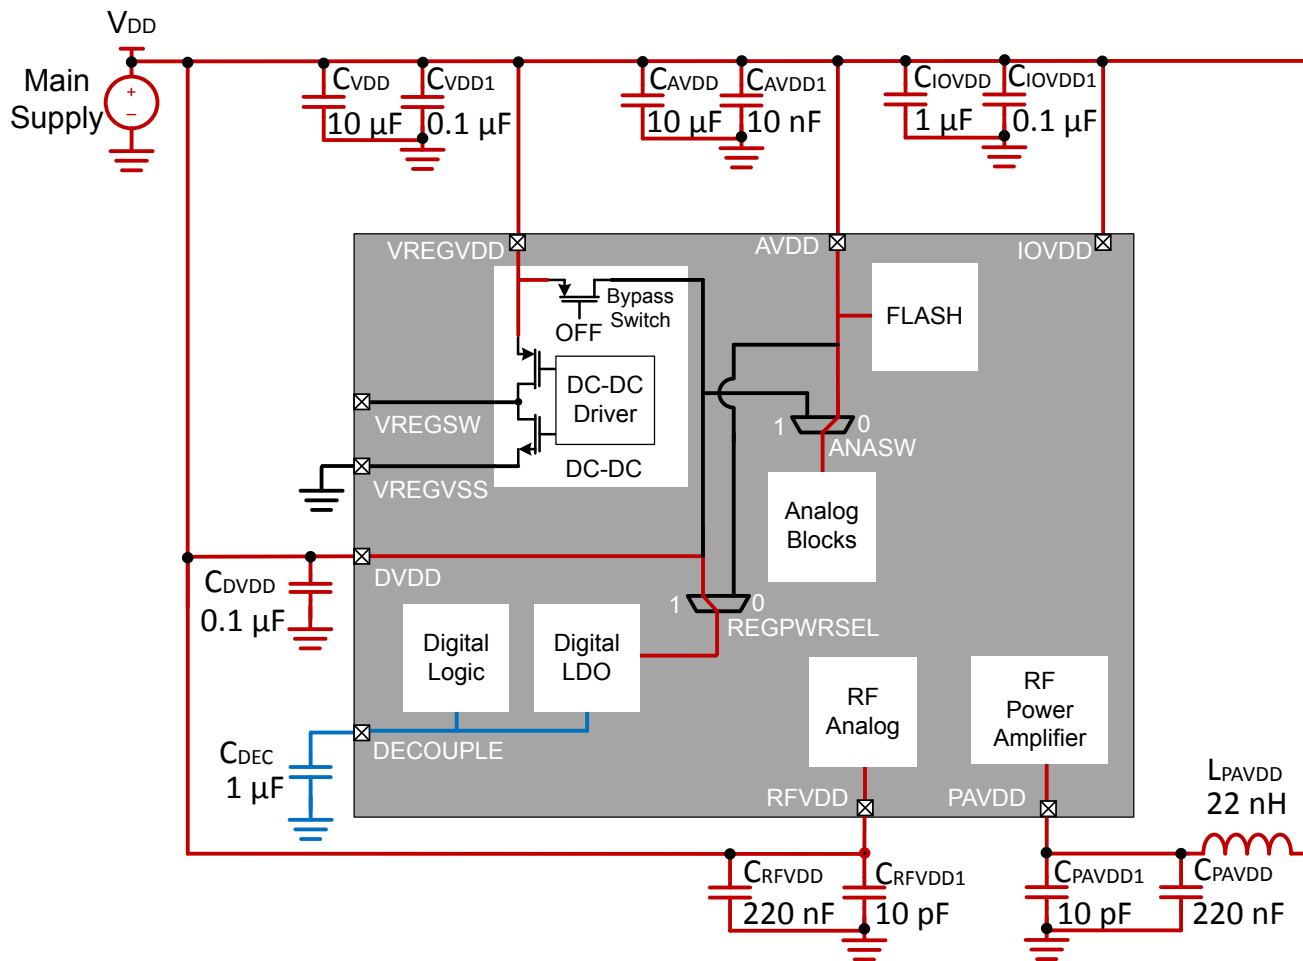 VDD
Main
Supply
+
−
CVDD
10 µF
CVDD1
0.1 µF
CAVDD
10 µF
CAVDD1
10 nF
CIOVDD
1 µF
CIOVDD1
0.1 µF
VREGVDD
AVDD
IOVDD
Bypass
Switch
OFF
FLASH
DC-DC
Driver
DC-DC
VREGSW
VREGVSS
1
0
ANASW
Analog
Blocks
DVDD
CDVDD
0.1 µF
1
0
REGPWRSEL
Digital
Logic
Digital
LDO
DECOUPLE
CDEC
1 µF
RF
Analog
RF
Power
Amplifier
RFVDD
PAVDD
LPAVDD
22 nH
CRFVDD
220 nF
CRFVDD1
10 pF
CPAVDD1
10 pF
CPAVDD
220 nF